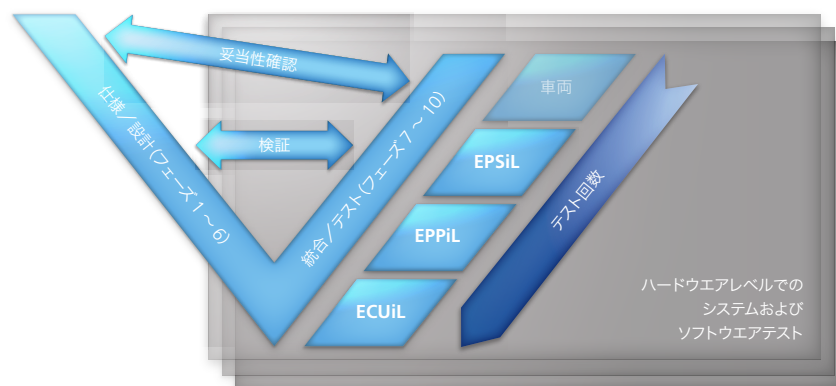 妥当性確認
仕様／設計(フェーズ 1 ～ 6)
検証
統合／テスト(フェーズ 7 ～ 10)
車両
EPSiL
EPPiL
ECUiL
テスト回数
ハードウエアレベルでの
システムおよび
ソフトウエアテスト